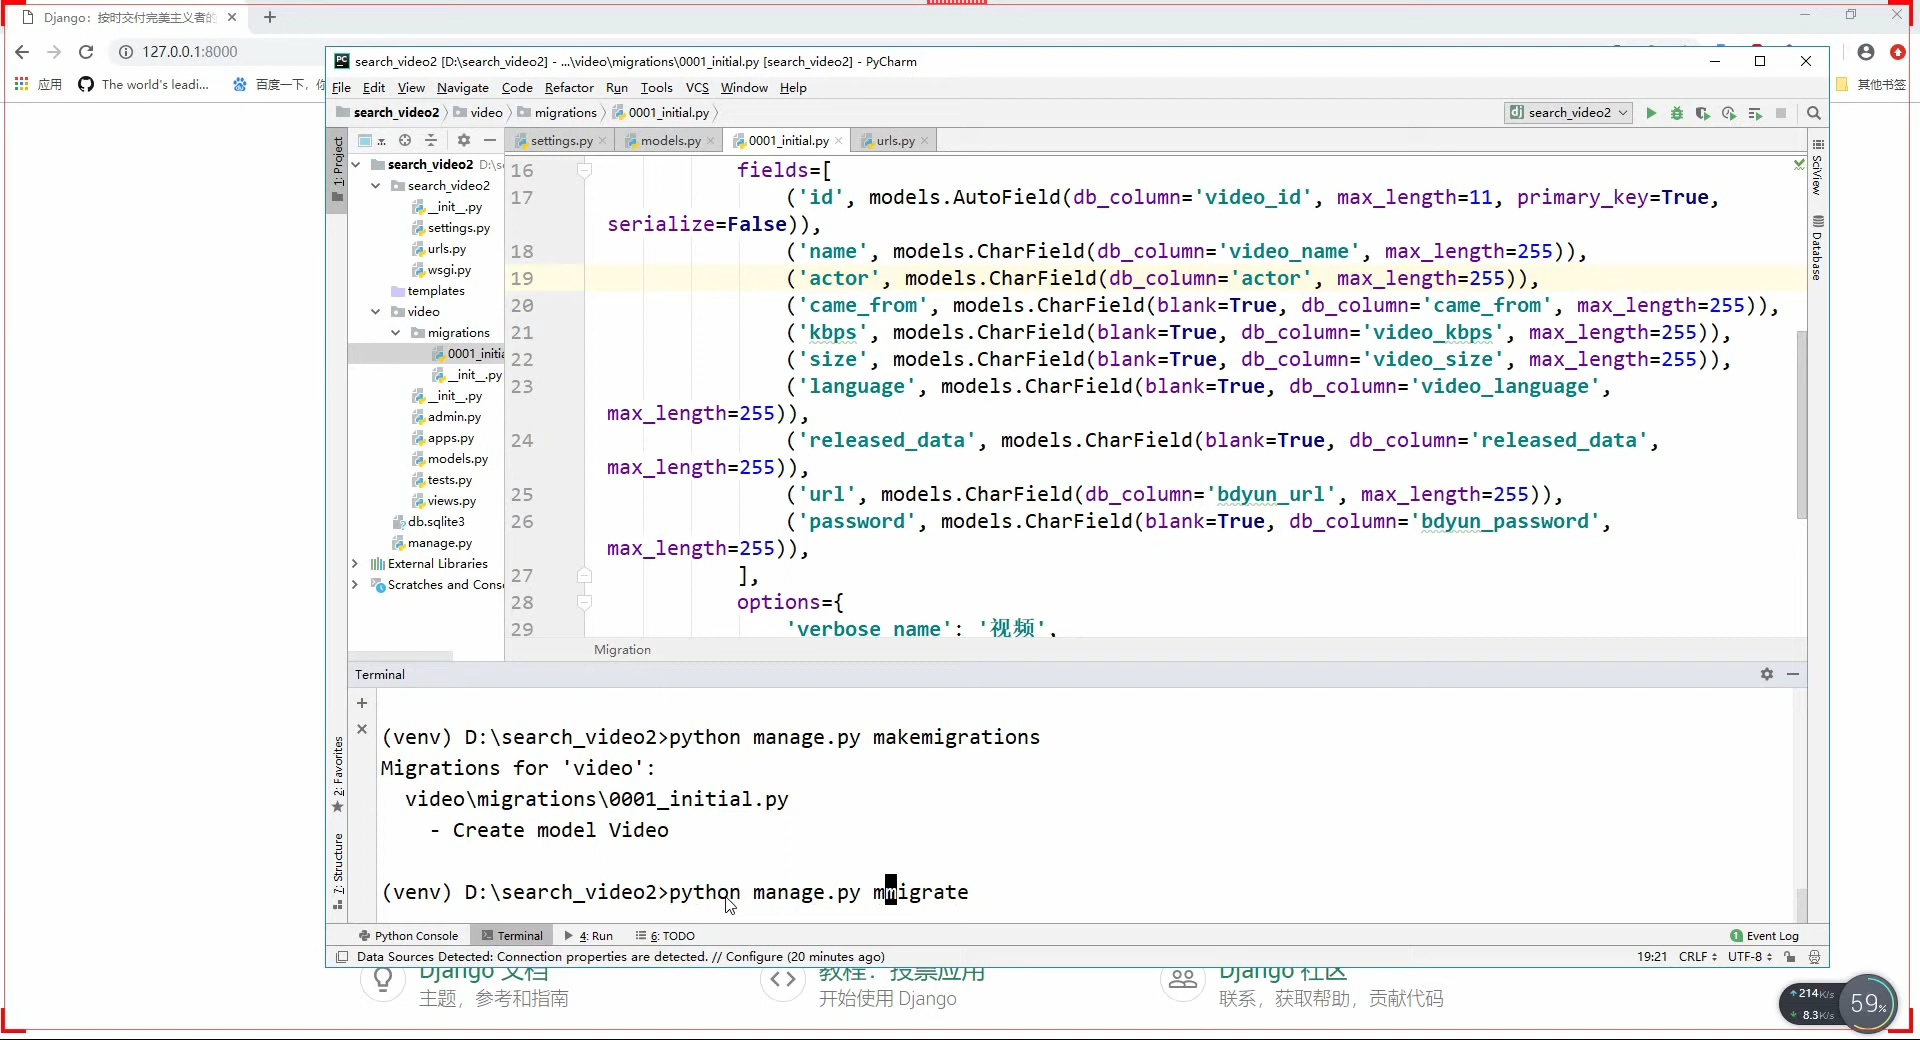 Django：按时交付完美主义者的
127.0.0.1:8000
应用
The world's leadi...
百度一下，你
其他书签
search_video2 [D:\search_video2] - ...\video\migrations\0001_initial.py [search_video2] - PyCharm
File Edit View Navigate Code Refactor Run Tools VCS Window Help
search_video2 video migrations 0001_initial.py
search_video2
settings.py models.py 0001_initial.py urls.py
1: Project
search_video2 D:\s
search_video2
__init__.py
settings.py
urls.py
wsgi.py
templates
video
migrations
0001_initia
__init__.py
__init__.py
admin.py
apps.py
models.py
tests.py
views.py
db.sqlite3
manage.py
External Libraries
Scratches and Conso
16 fields=[
17 ('id', models.AutoField(db_column='video_id', max_length=11, primary_key=True,
serialize=False)),
18 ('name', models.CharField(db_column='video_name', max_length=255)),
19 ('actor', models.CharField(db_column='actor', max_length=255)),
20 ('came_from', models.CharField(blank=True, db_column='came_from', max_length=255)),
21 ('kbps', models.CharField(blank=True, db_column='video_kbps', max_length=255)),
22 ('size', models.CharField(blank=True, db_column='video_size', max_length=255)),
23 ('language', models.CharField(blank=True, db_column='video_language',
max_length=255)),
24 ('released_data', models.CharField(blank=True, db_column='released_data',
max_length=255)),
25 ('url', models.CharField(db_column='bdyun_url', max_length=255)),
26 ('password', models.CharField(blank=True, db_column='bdyun_password',
max_length=255)),
27 ],
28 options={
29 'verbose_name': '视频',
Migration
SciView
Database
Terminal
2: Favorites
7: Structure
(venv) D:\search_video2>python manage.py makemigrations
Migrations for 'video':
video\migrations\0001_initial.py
- Create model Video
(venv) D:\search_video2>python manage.py mmigrate
Python Console Terminal 4: Run 6: TODO
1 Event Log
Data Sources Detected: Connection properties are detected. // Configure (20 minutes ago)
19:21 CRLF UTF-8
Django 文档
主题，参考和指南
教程：投票应用
开始使用 Django
Django 社区
联系，获取帮助，贡献代码
214K/s
8.3K/s
59%